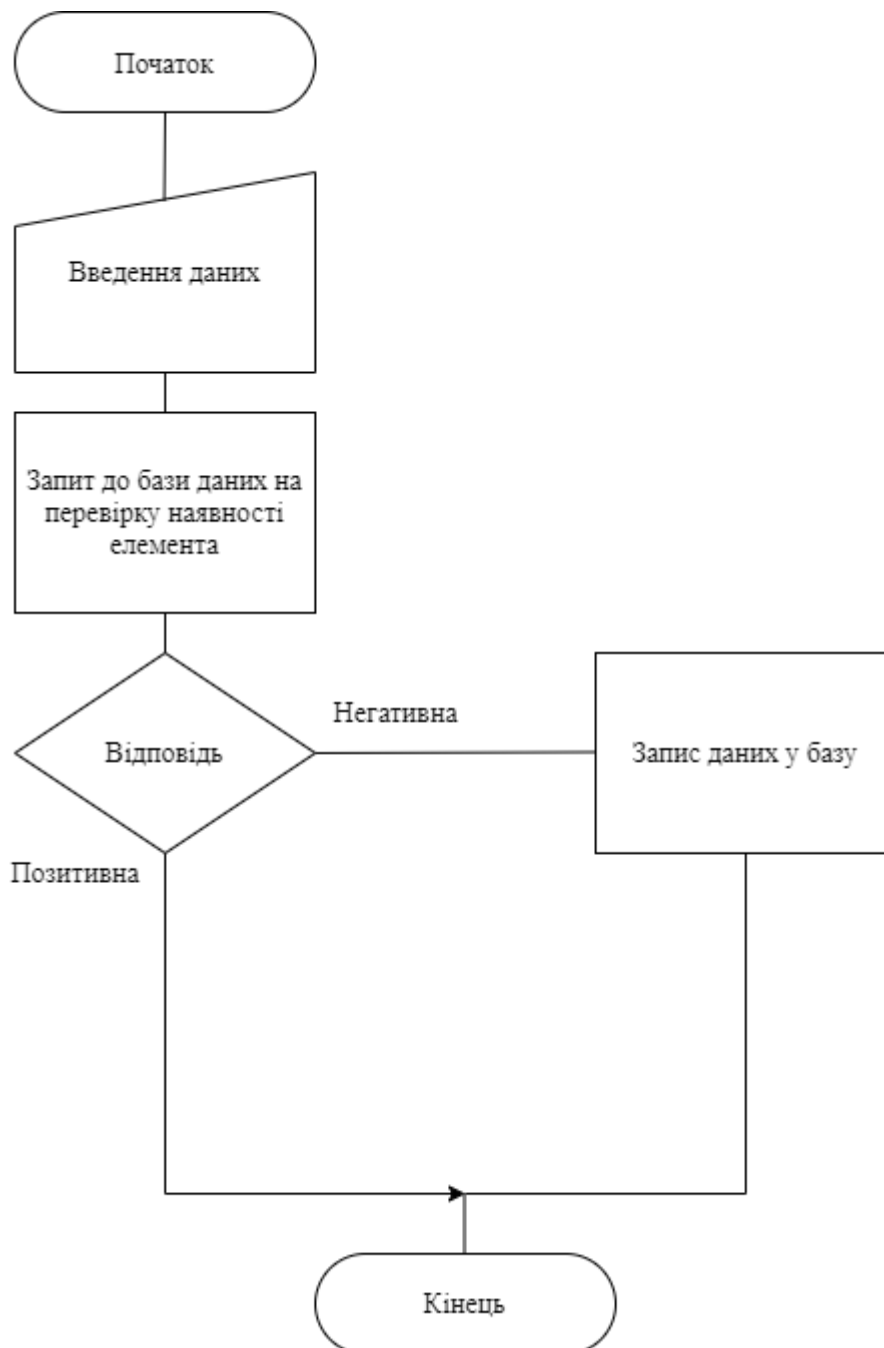 Початок
Введення даних
Запит до бази даних на
перевірку наявності
елемента
Негативна
Відповідь
Запис даних у базу
Позитивна
Кінець